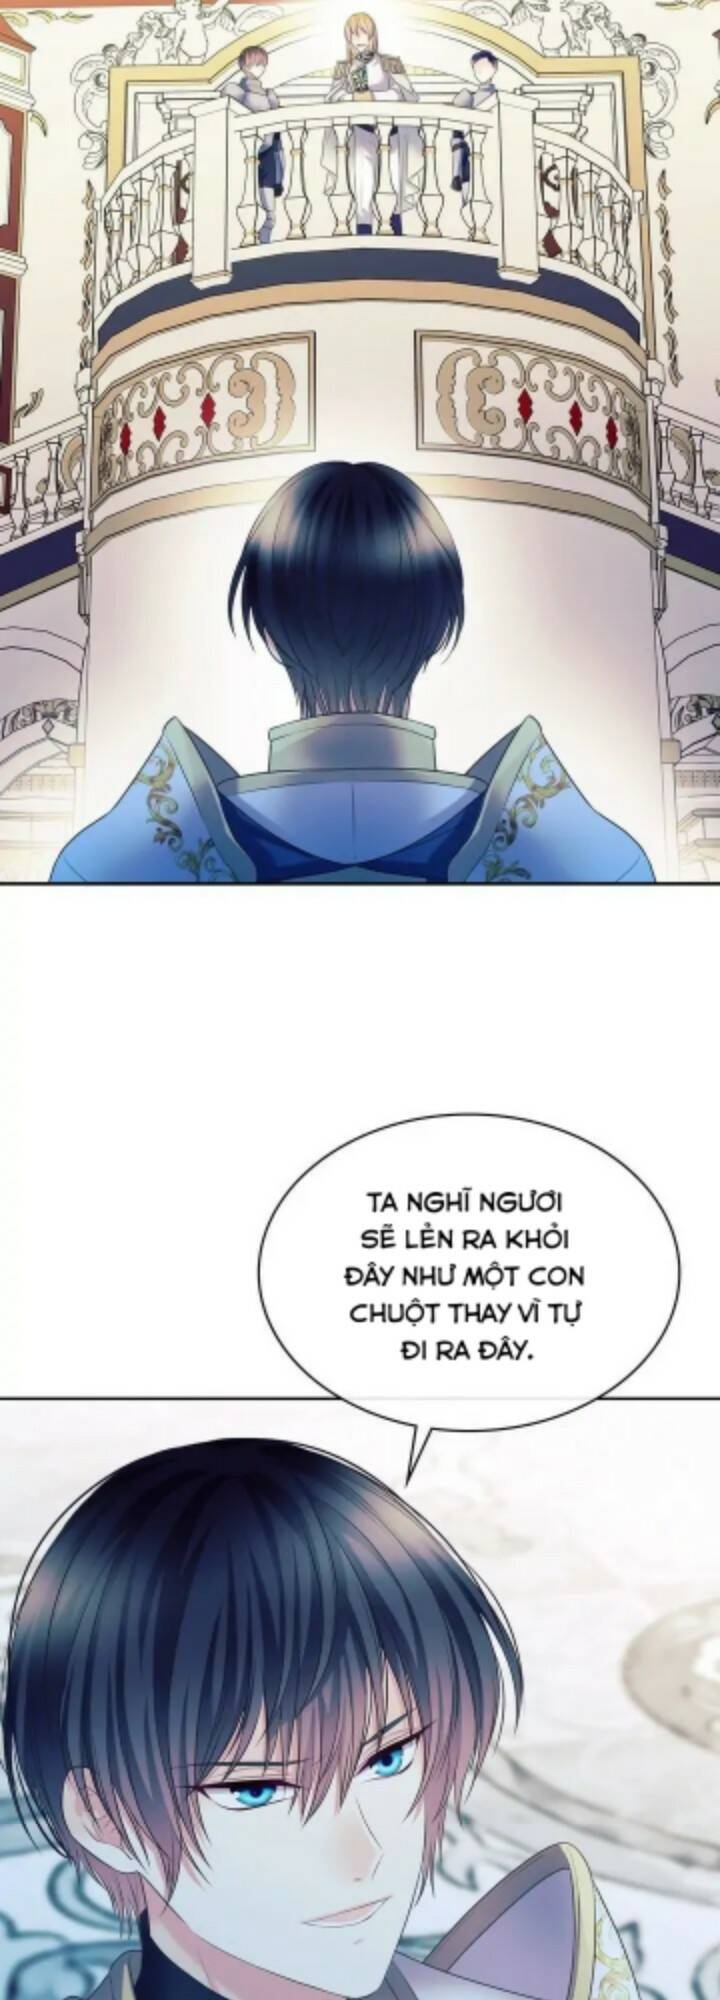 TA NGHĨ NGƯƠI
SẼ LẺN RA KHỎI
ĐÂY NHƯ MỘT CON
CHUỘT THAY VÌ TỰ
ĐI RA ĐÂY.